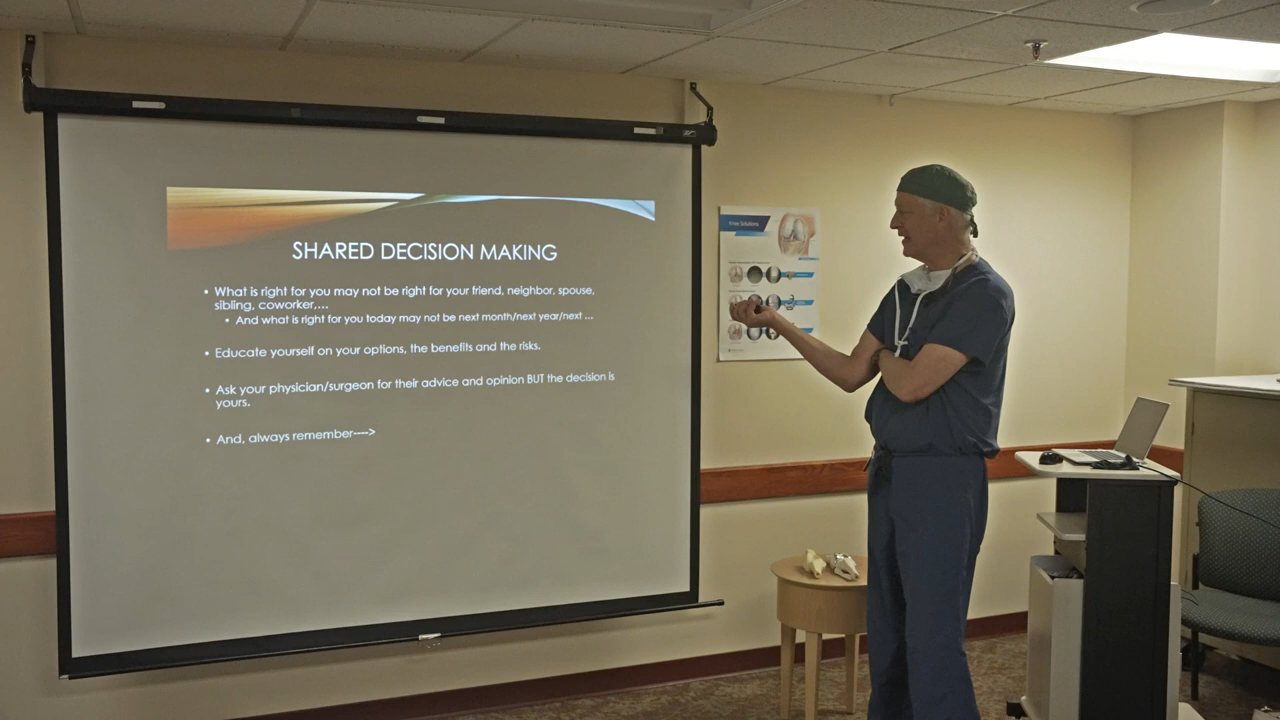 SHARED DECISION MAKING
• What is right for you may not be right for your friend, neighbor, spouse,
sibling, coworker,...
• And what is right for you today may not be next month/next year/next ...
• Educate yourself on your options, the benefits and the risks.
• Ask your physician/surgeon for their advice and opinion BUT the decision is
yours.
• And, always remember---->
Knee Solutions